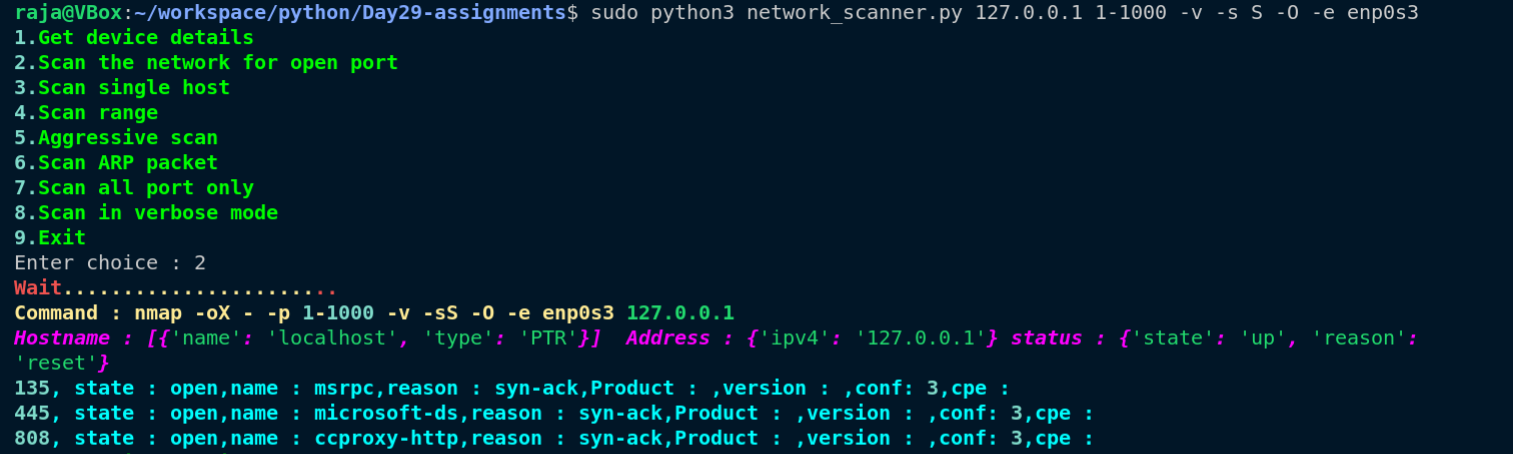 raja@VBox:~/workspace/python/Day29-assignments$ sudo python3 network_scanner.py 127.0.0.1 1-1000 -v -s S -O -e enp0s3
1.Get device details
2.Scan the network for open port
3.Scan single host
4.Scan range
5.Aggressive scan
6.Scan ARP packet
7.Scan all port only
8.Scan in verbose mode
9.Exit
Enter choice : 2
Wait.......................
Command : nmap -oX - -p 1-1000 -v -sS -O -e enp0s3 127.0.0.1
Hostname : [{'name': 'localhost', 'type': 'PTR'}]  Address : {'ipv4': '127.0.0.1'} status : {'state': 'up', 'reason':
'reset'}
135, state : open,name : msrpc,reason : syn-ack,Product : ,version : ,conf: 3,cpe :
445, state : open,name : microsoft-ds,reason : syn-ack,Product : ,version : ,conf: 3,cpe :
808, state : open,name : ccproxy-http,reason : syn-ack,Product : ,version : ,conf: 3,cpe :